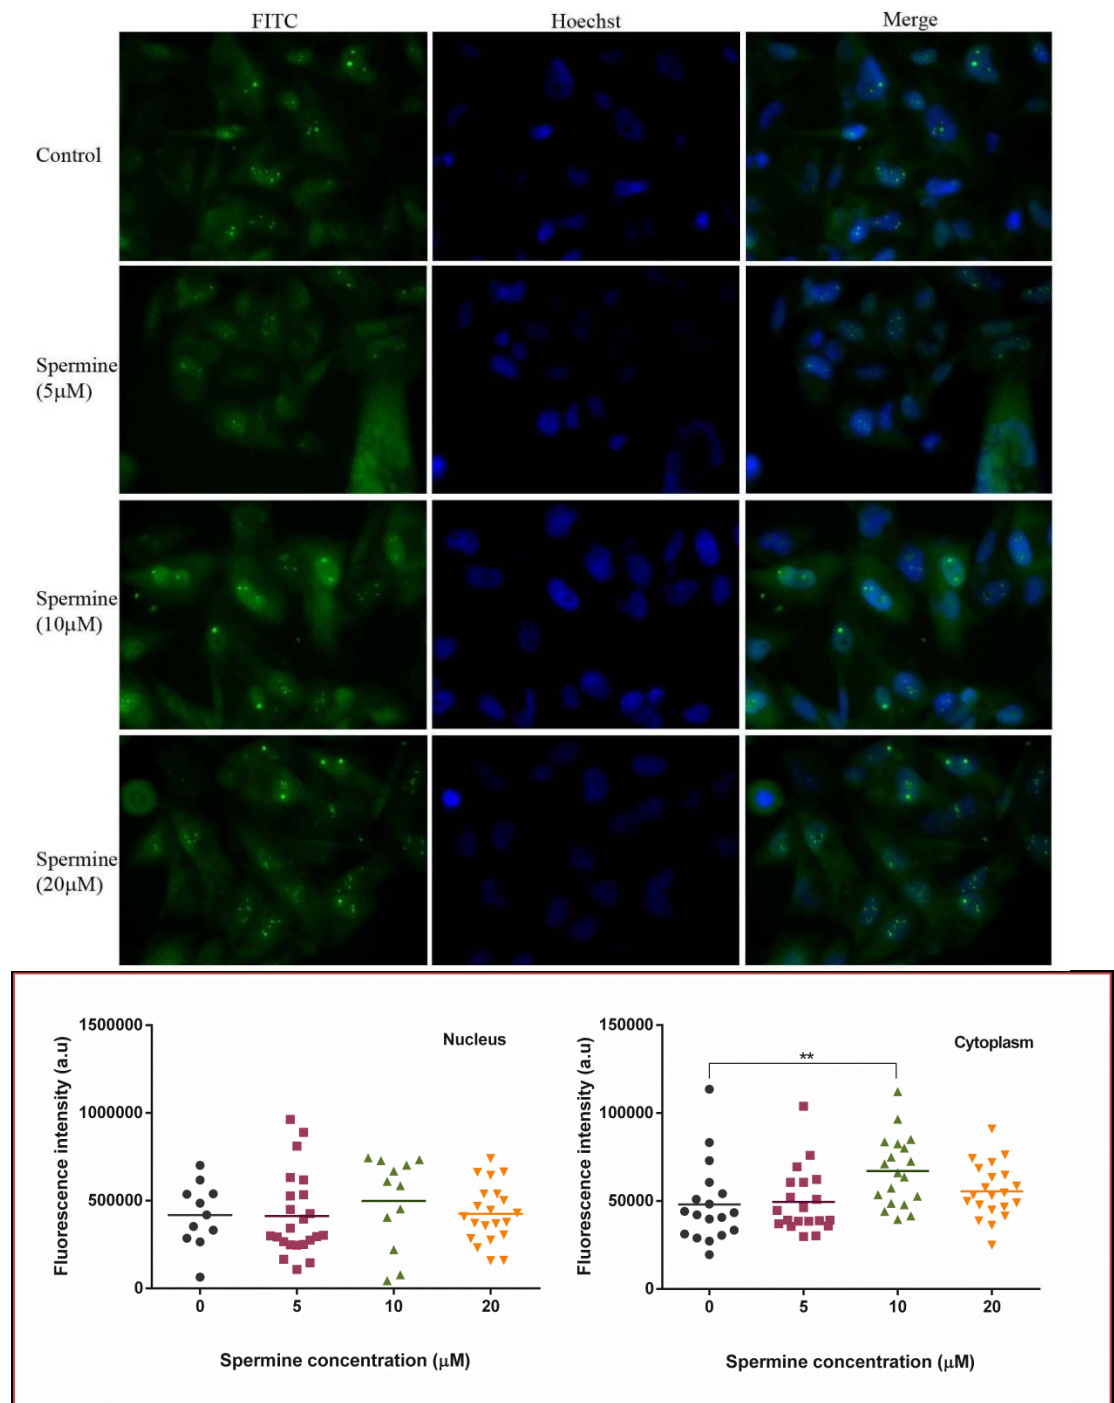 FITC Hoechst Merge
Control
Spermine
(5μM)
Spermine
(10μM)
Spermine
(20μM)
Nucleus
Fluorescence intensity (a.u)
1500000
1000000
500000
0
0 5 10 20
Spermine concentration (μM)
Cytoplasm
**
Fluorescence intensity (a.u)
150000
100000
50000
0
0 5 10 20
Spermine concentration (μM)